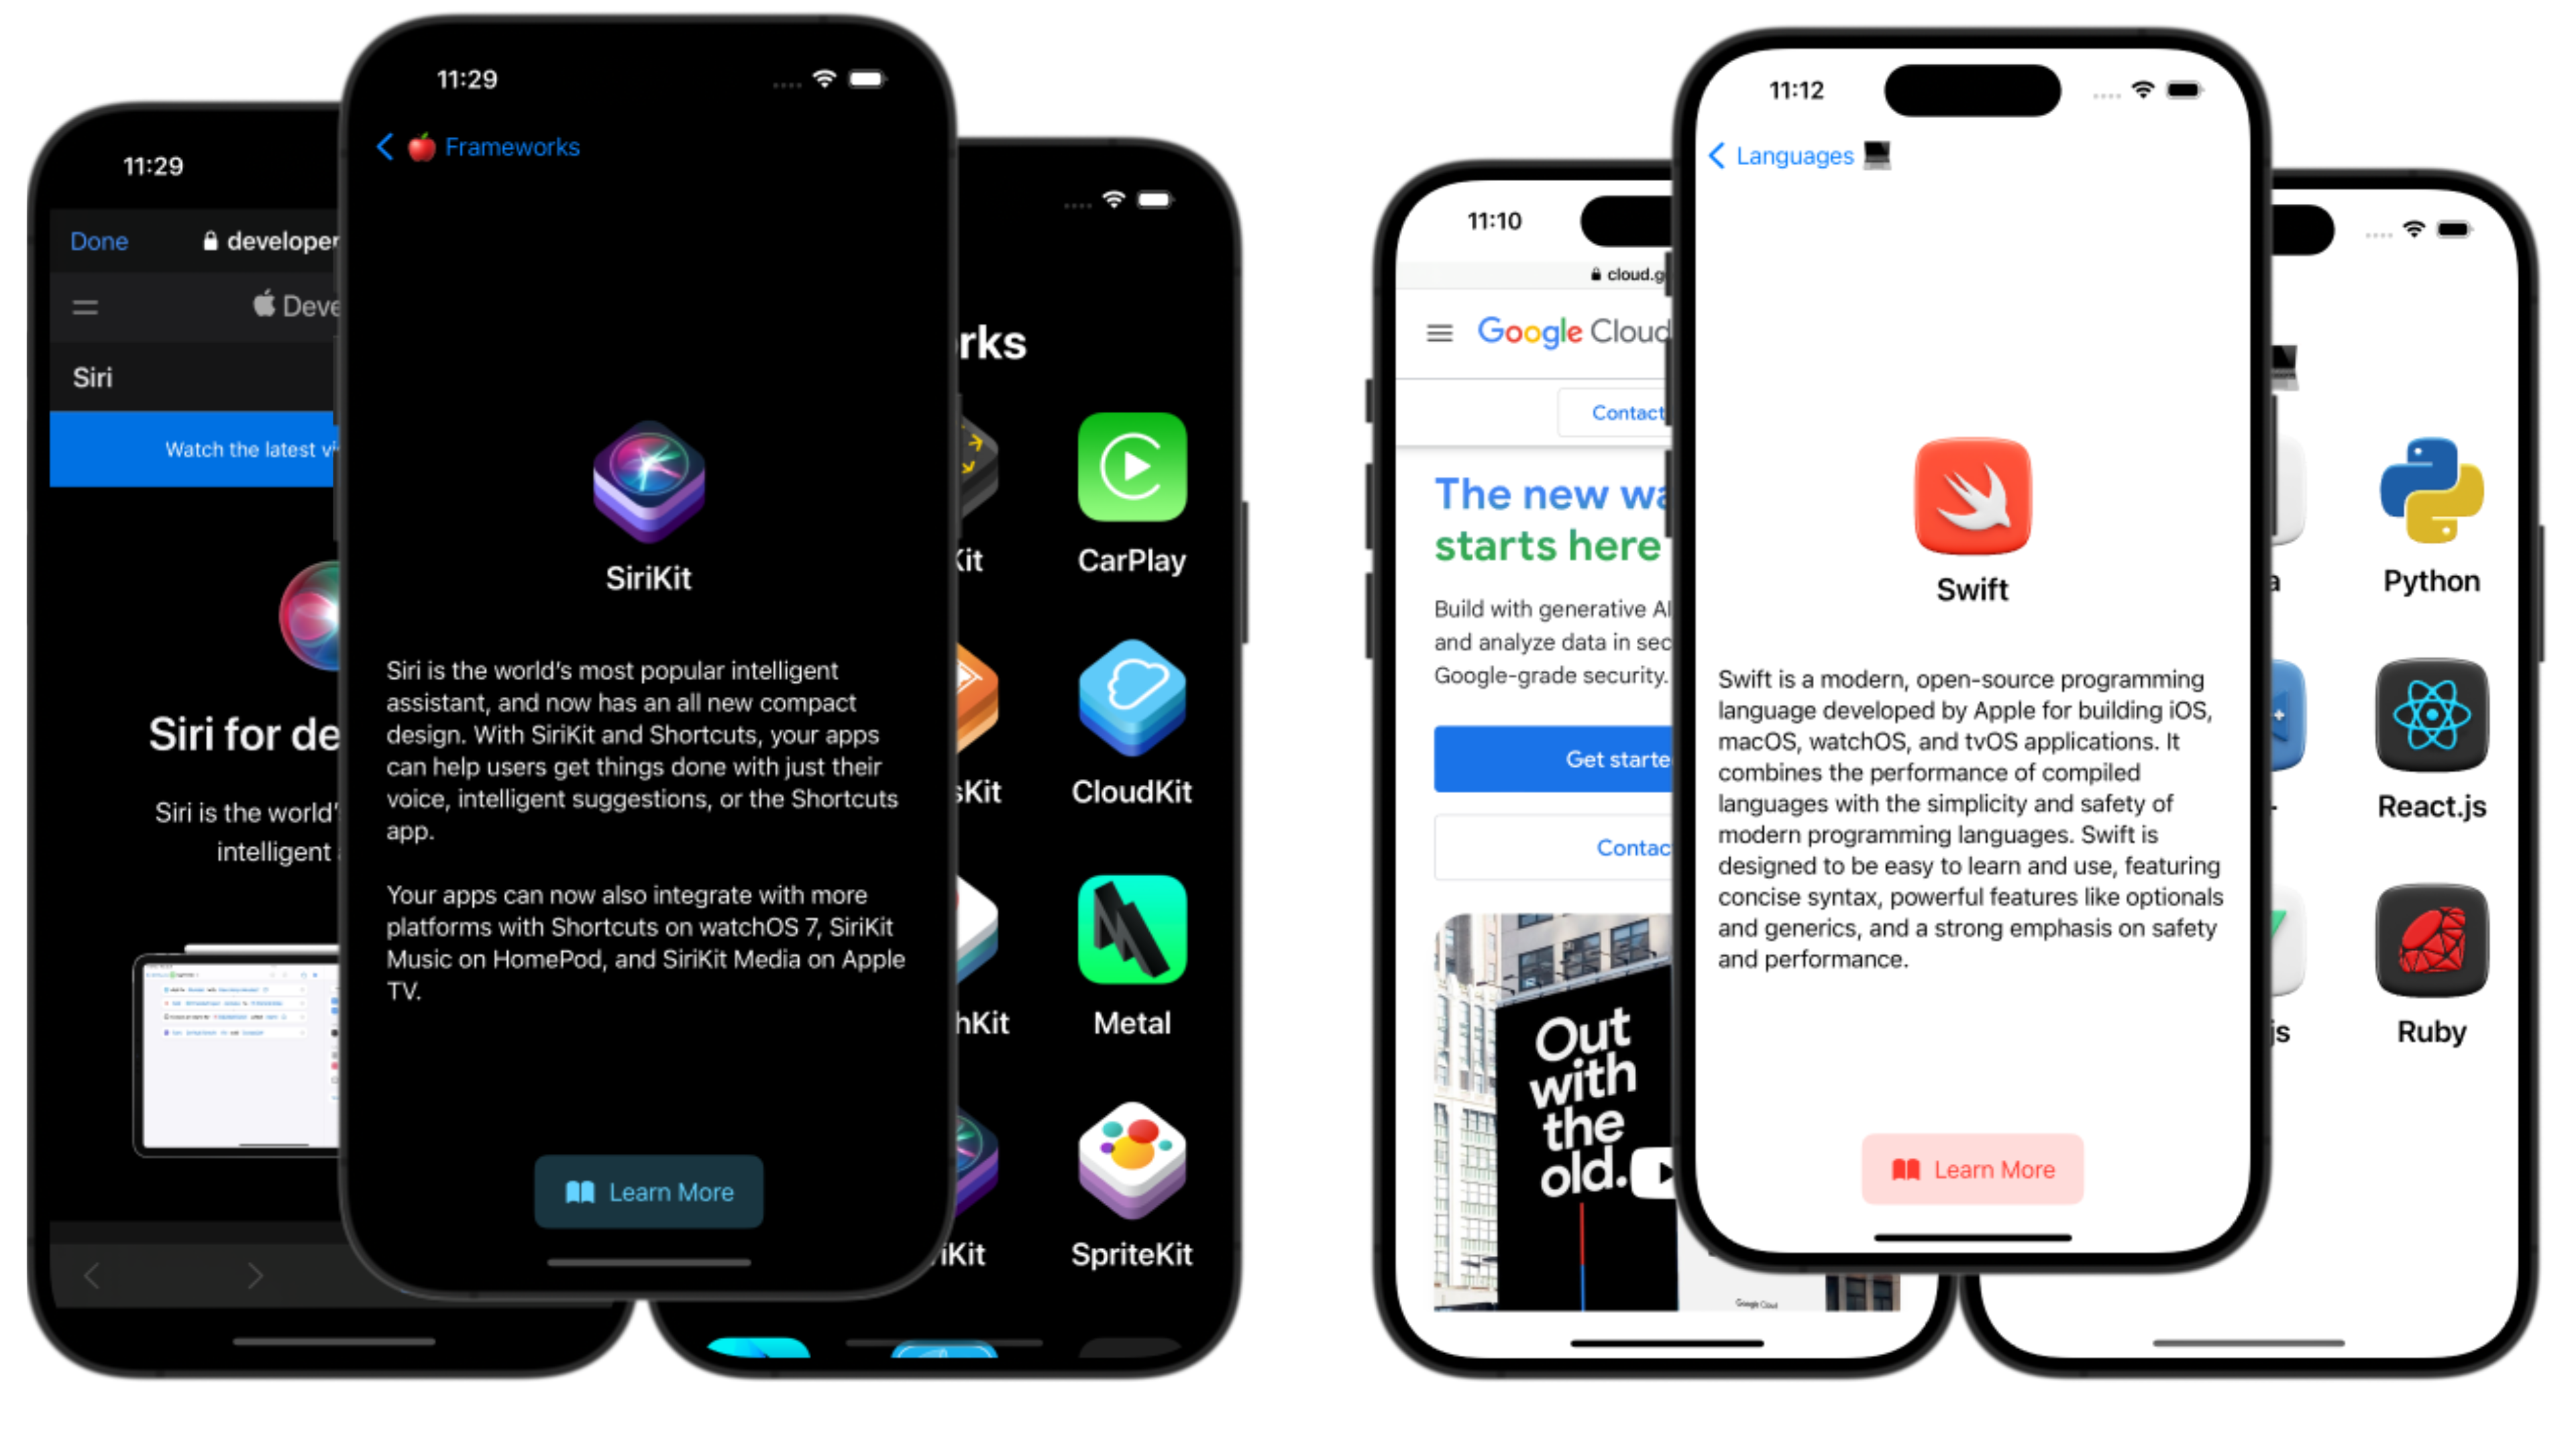 11:29
Done
developer
Deve
Siri
Watch the latest
Siri for de
Siri is the world's
intelligent
11:29
Frameworks
SiriKit
Siri is the world's most popular intelligent
assistant, and now has an all new compact
design. With SiriKit and Shortcuts, your apps
can help users get things done with just their
voice, intelligent suggestions, or the Shortcuts
app.
Your apps can now also integrate with more
platforms with Shortcuts on watchOS 7, SiriKit
Music on HomePod, and SiriKit Media on Apple
TV.
Learn More
rks
Kit
CarPlay
sKit
CloudKit
hKit
Metal
iKit
SpriteKit
11:10
cloud.g
Google Cloud
Contact
The new wa
starts here
Build with generative AI
and analyze data in sec
Google-grade security.
Get starte
Contac
Out
with
the
old.
Google Cloud
11:12
Languages
Swift
Swift is a modern, open-source programming
language developed by Apple for building iOS,
macOS, watchOS, and tvOS applications. It
combines the performance of compiled
languages with the simplicity and safety of
modern programming languages. Swift is
designed to be easy to learn and use, featuring
concise syntax, powerful features like optionals
and generics, and a strong emphasis on safety
and performance.
Learn More
a
Python
React.js
js
Ruby